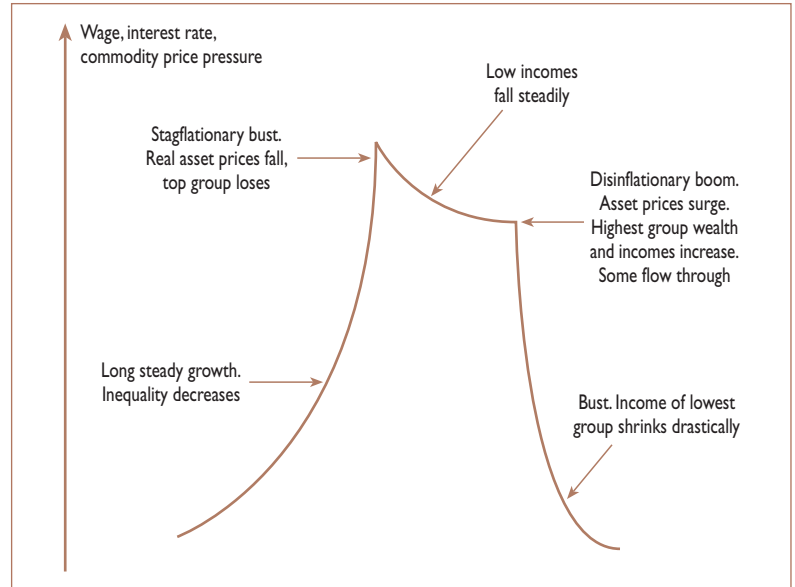 Wage, interest rate,
commodity price pressure
Low incomes
fall steadily
Stagflationary bust.
Real asset prices fall,
top group loses
Disinflationary boom.
Asset prices surge.
Highest group wealth
and incomes increase.
Some flow through
Long steady growth.
Inequality decreases
Bust. Income of lowest
group shrinks drastically